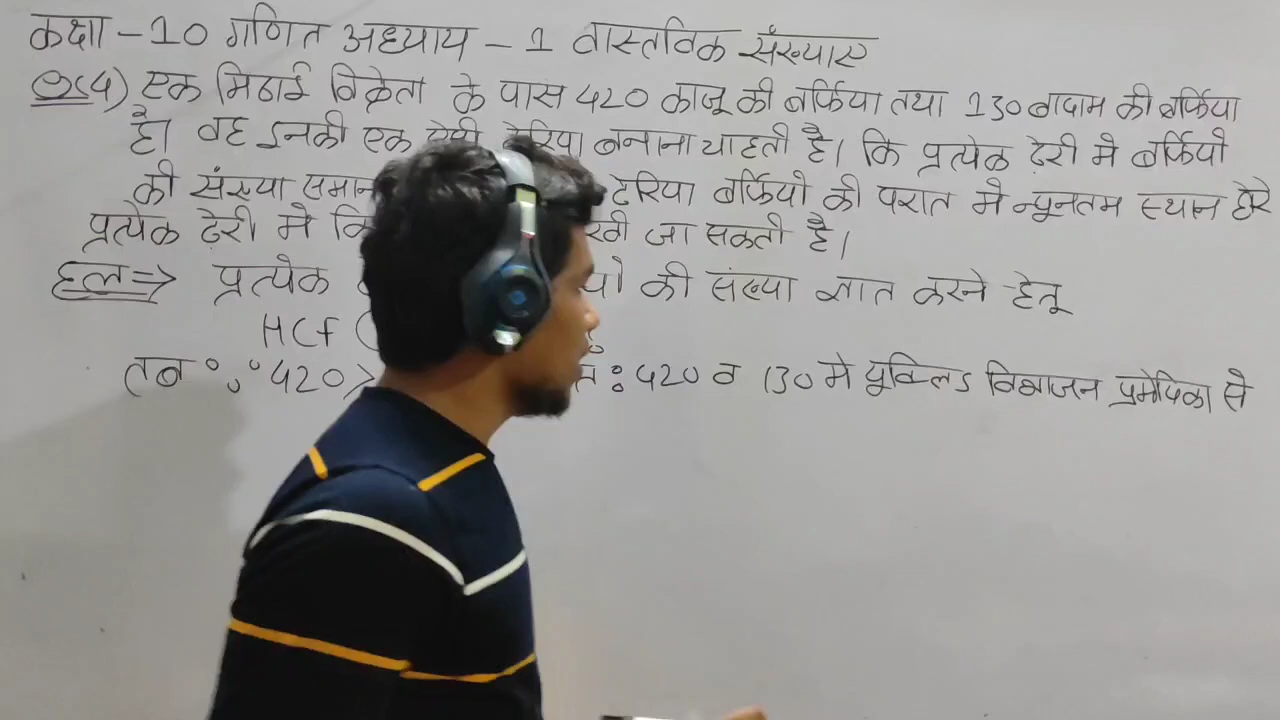 कक्षा - 10 गणित अध्याय - 1 वास्तविक संख्याए
Ex(4) एक मिठाई विक्रेता के पास 420 काजू की बर्फिया तथा 130 बादाम की बर्फिया
है। वह इनकी एक बनाना चाहती है। कि प्रत्येक ढ़ेरी मे बर्फियो
की संख्या ढेरिया बर्फियो की परात मे न्यूनतम स्थान घेरे
प्रत्येक ढ़ेरी मे जा सकती है।
हल => प्रत्येक की संख्या ज्ञात करने हेतू
HCF (
तब ∵ 420 > : 420 व 130 मे यूक्लिड विभाजन प्रमेयिका से